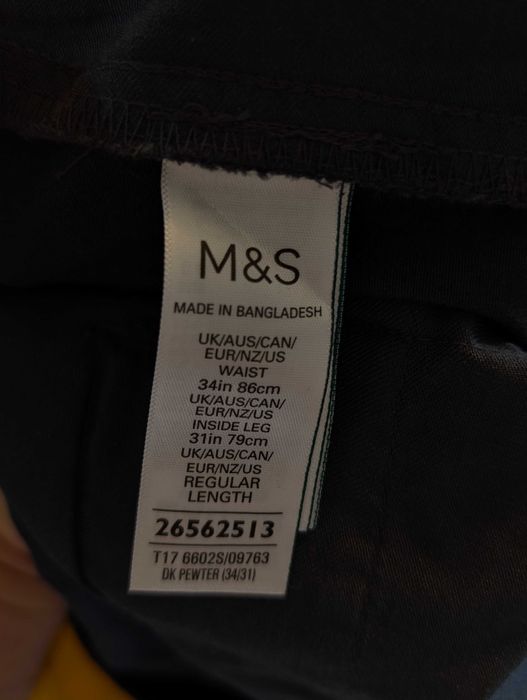 M&S
MADE IN BANGLADESH
UK/AUS/CAN/
EUR/NZ/US
WAIST
34in 86cm
UK/AUS/CAN/
EUR/NZ/US
INSIDE LEG
31in 79cm
UK/AUS/CAN/
EUR/NZ/US
REGULAR
LENGTH
26562513
T17 6602S/09763
DK PEWTER (34/31)